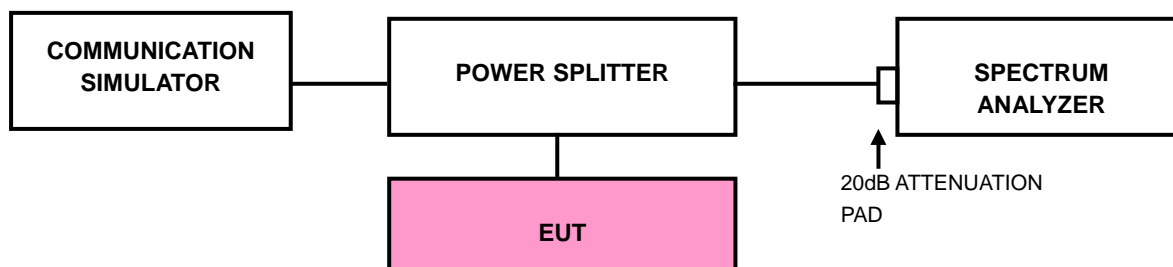 COMMUNICATION
SIMULATOR
POWER SPLITTER
SPECTRUM
ANALYZER
20dB ATTENUATION
PAD
EUT